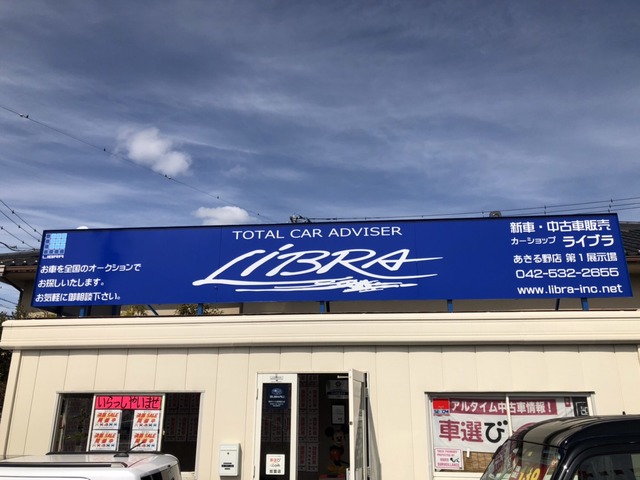 TOTAL CAR ADVISER
LiBRA
LIBRA
お車を全国のオークションで
お探しいたします。
お気軽に御相談下さい。
新車・中古車販売
カーショップ ライブラ
あきる野店 第1展示場
042-532-2655
www.libra-inc.net
いらっしゃいませ
SALE
SALE
アルタイム中古車情報!
車選び